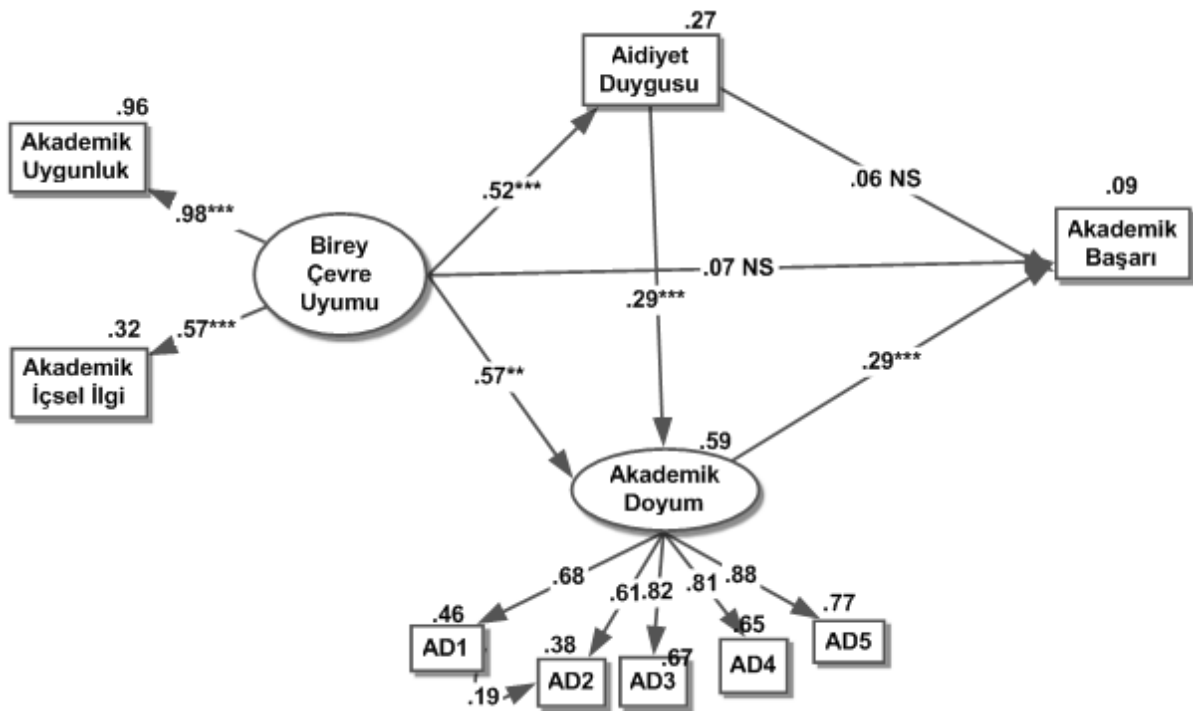 .27
Aidiyet
Duygusu
.96
Akademik
Uygunluk
.98***
.52***
.06 NS
.09
Akademik
Başarı
Birey
Çevre
Uyumu
.07 NS
.29***
.32
.57***
Akademik
İçsel İlgi
.57**
.29***
.59
Akademik
Doyum
.68
.61
.82
.81
.88
.46
AD1
.38
AD2
.67
AD3
.65
AD4
.77
AD5
.19